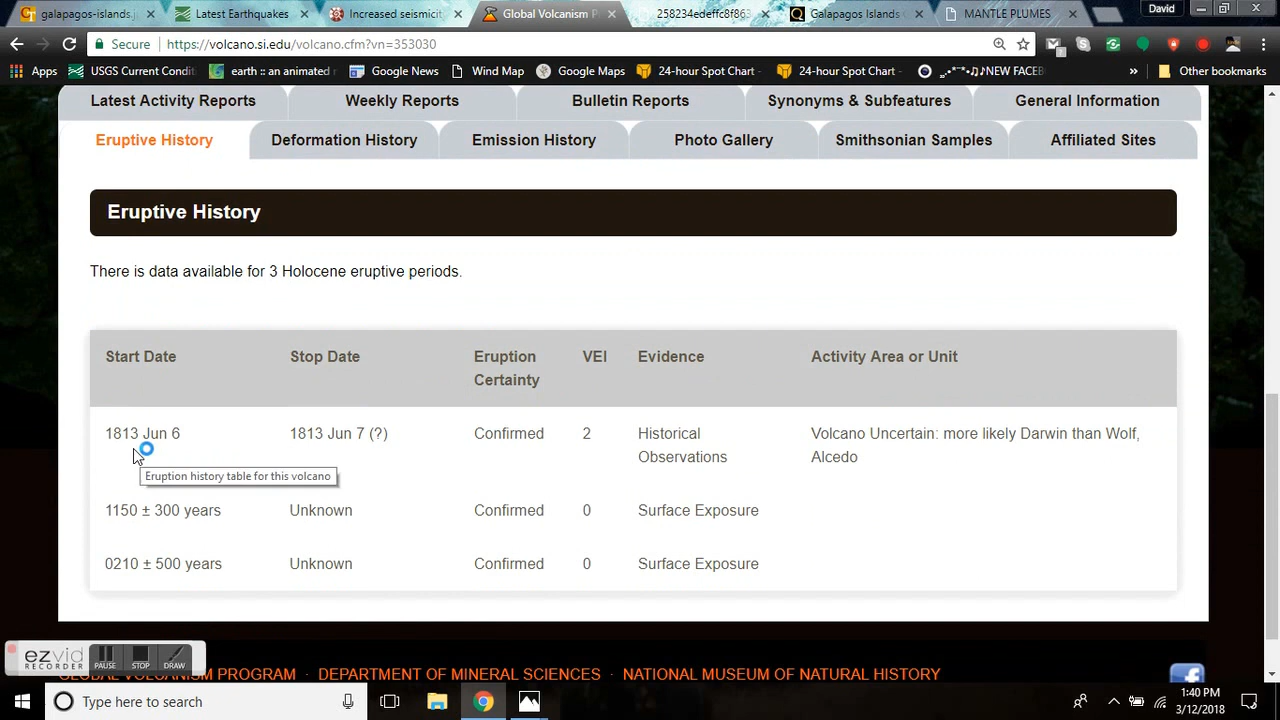 galapagos-islands.j
Latest Earthquakes
Increased seismicit
Global Volcanism P
258234edeffc8f863
Galapagos Islands
MANTLE PLUMES
David
Secure
https://volcano.si.edu/volcano.cfm?vn=353030
Apps
USGS Current Condi
earth :: an animated
Google News
Wind Map
Google Maps
24-hour Spot Chart -
24-hour Spot Chart -
NEW FACEB
»
Other bookmarks
Latest Activity Reports
Weekly Reports
Bulletin Reports
Synonyms & Subfeatures
General Information
Eruptive History
Deformation History
Emission History
Photo Gallery
Smithsonian Samples
Affiliated Sites
Eruptive History
There is data available for 3 Holocene eruptive periods.
Start Date
Stop Date
Eruption
Certainty
VEI
Evidence
Activity Area or Unit
1813 Jun 6
1813 Jun 7 (?)
Confirmed
2
Historical
Observations
Volcano Uncertain: more likely Darwin than Wolf,
Alcedo
Eruption history table for this volcano
1150 ± 300 years
Unknown
Confirmed
0
Surface Exposure
0210 ± 500 years
Unknown
Confirmed
0
Surface Exposure
ezvid
RECORDER
PAUSE
STOP
DRAW
GLOBAL VOLCANISM PROGRAM · DEPARTMENT OF MINERAL SCIENCES · NATIONAL MUSEUM OF NATURAL HISTORY
Type here to search
1:40 PM
3/12/2018